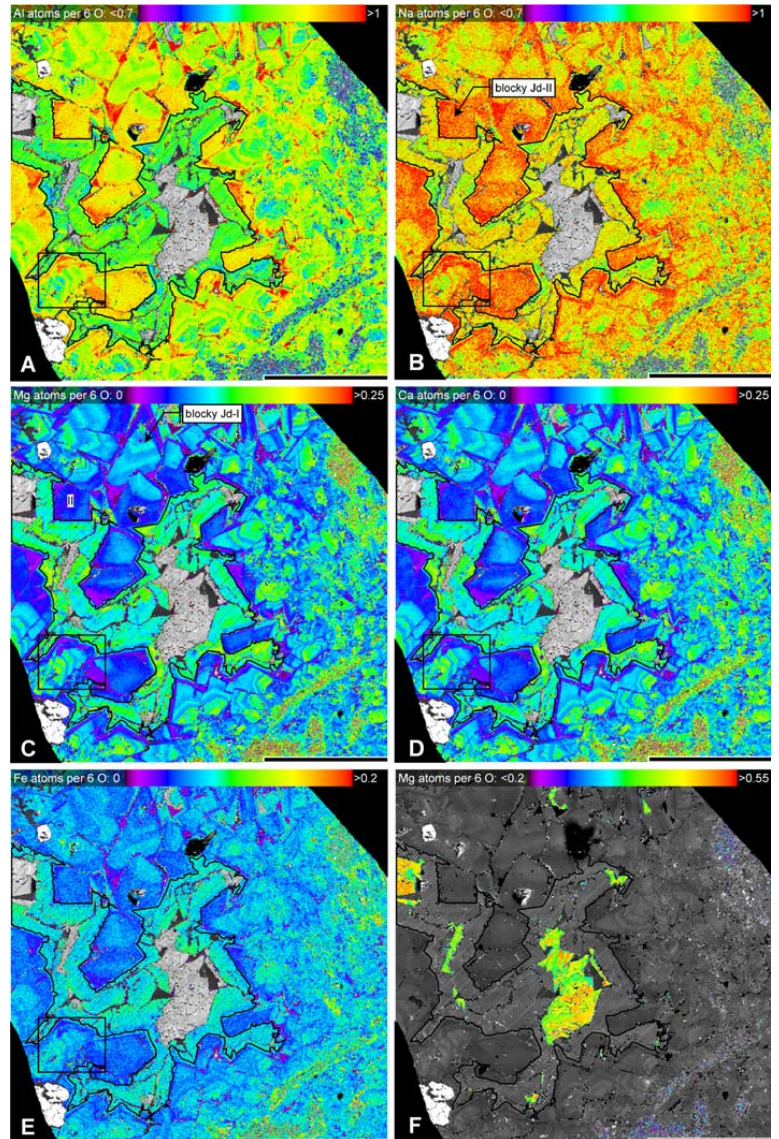 Al atoms per 6 O: <0.7 >1
Na atoms per 6 O: <0.7 >1
blocky Jd-II
A
B
Mg atoms per 6 O: 0 >0.25
Ca atoms per 6 O: 0 >0.25
blocky Jd-I
II
C
D
Fe atoms per 6 O: 0 >0.2
Mg atoms per 6 O: <0.2 >0.55
E
F